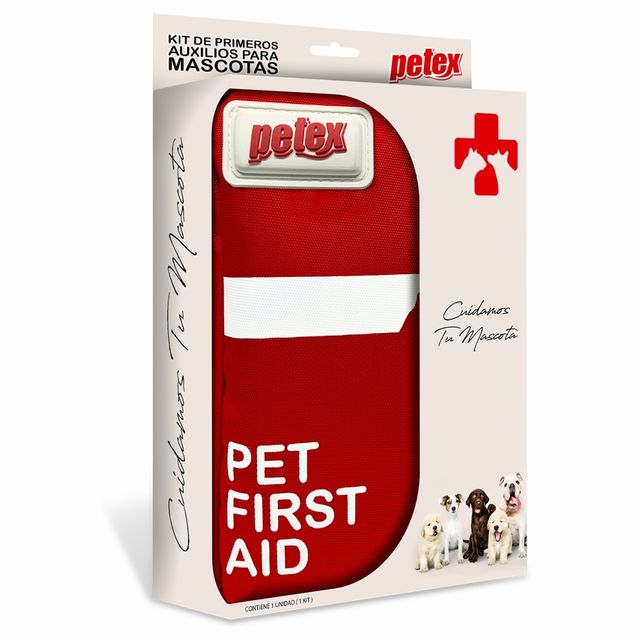 KIT DE PRIMEROS
AUXILIOS PARA
MASCOTAS
petex
petex
Cuidamos Tu Mascota
Cuidamos
Tu Mascota
PET
FIRST
AID
CONTIENE 1 UNIDAD ( 1 KIT )